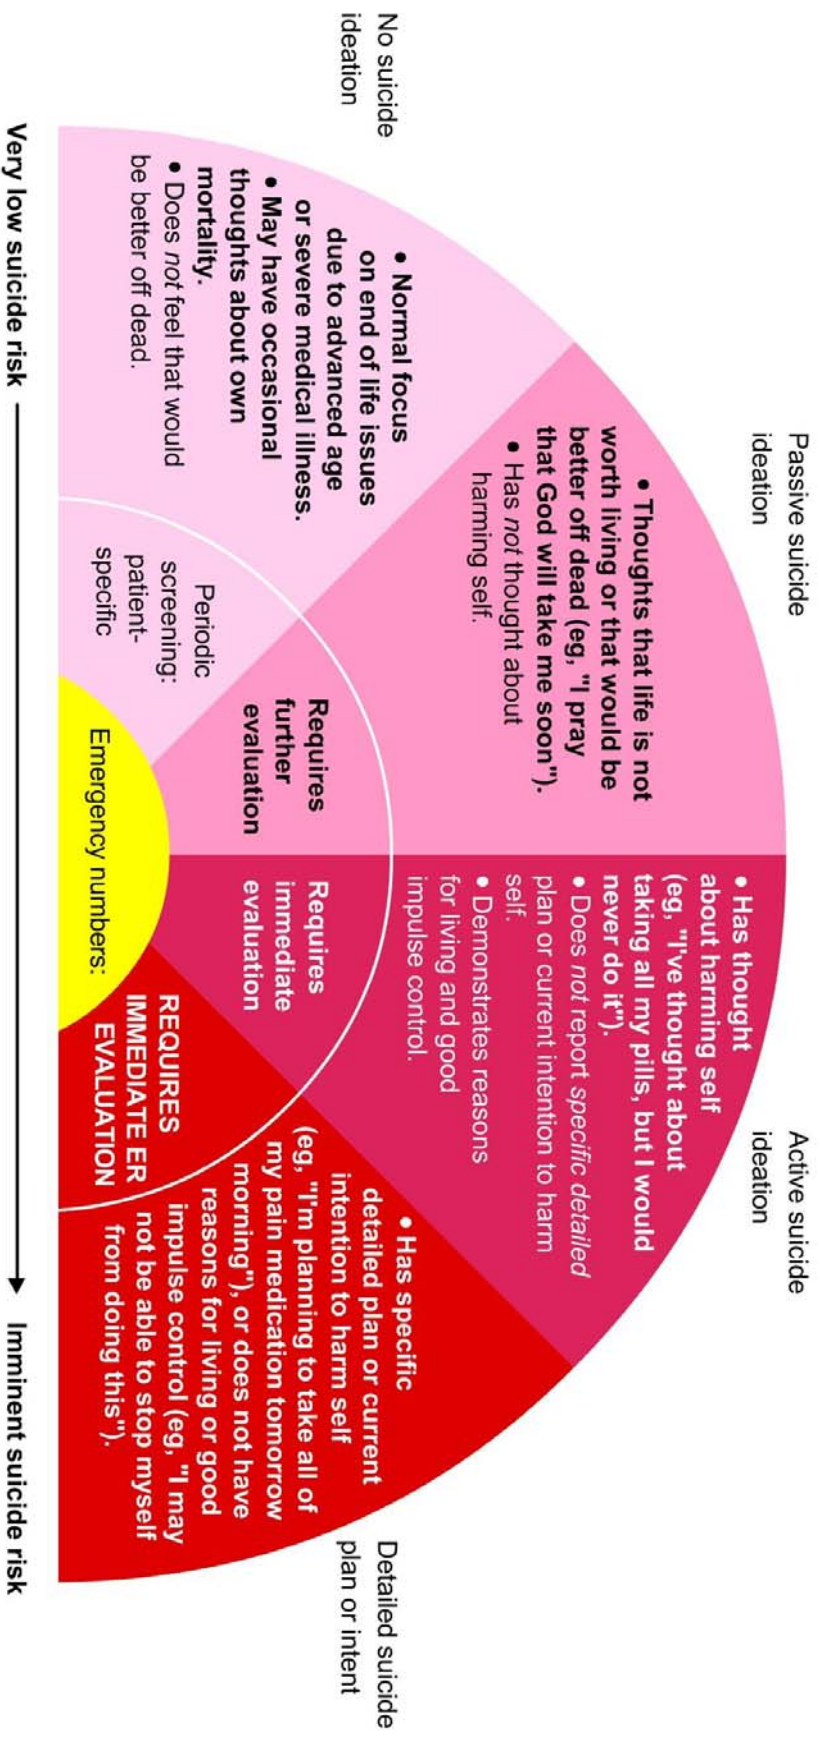 No suicide
ideation
Passive suicide
ideation
Active suicide
ideation
Detailed suicide
plan or intent
• Normal focus
on end of life issues
due to advanced age
or severe medical illness.
• May have occasional
thoughts about own
mortality.
• Does not feel that would
be better off dead.
• Thoughts that life is not
worth living or that would be
better off dead (eg, "I pray
that God will take me soon").
• Has not thought about
harming self.
• Has thought
about harming self
(eg, "I've thought about
taking all my pills, but I would
never do it").
• Does not report specific detailed
plan or current intention to harm
self.
• Demonstrates reasons
for living and good
impulse control.
• Has specific
detailed plan or current
intention to harm self
(eg, "I'm planning to take all of
my pain medication tomorrow
morning"), or does not have
reasons for living or good
impulse control (eg, "I may
not be able to stop myself
from doing this").
Periodic
screening:
patient-
specific
Requires
further
evaluation
Requires
immediate
evaluation
REQUIRES
IMMEDIATE ER
EVALUATION
Emergency numbers:
Very low suicide risk
Imminent suicide risk